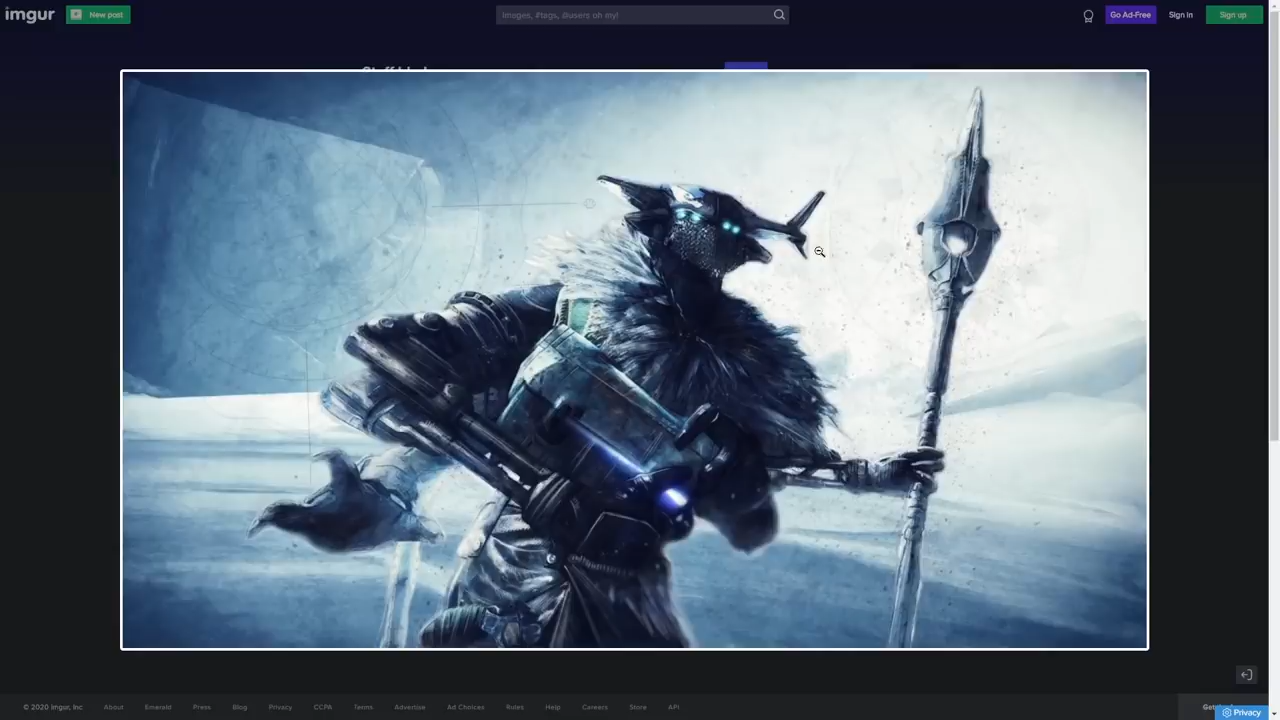 imgur
New post
Images, #tags, @users oh my!
Go Ad-Free
Sign in
Sign up
© 2020 Imgur, Inc
About
Emerald
Press
Blog
Privacy
CCPA
Terms
Advertise
Ad Choices
Rules
Help
Careers
Store
API
Privacy